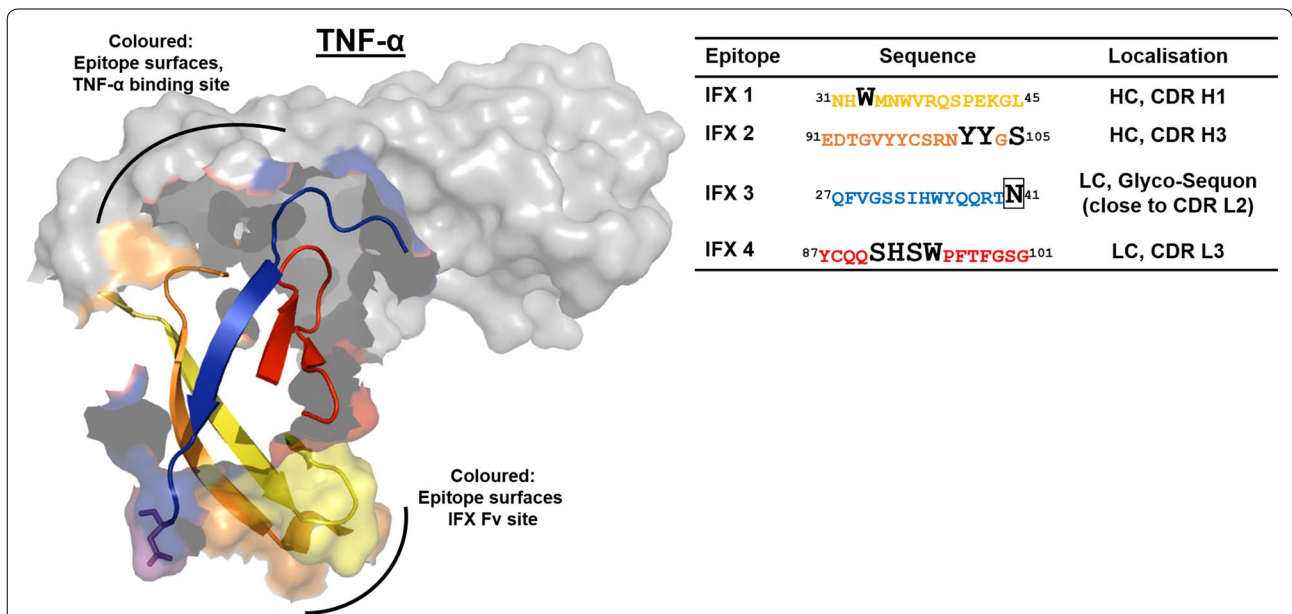 TNF-α
Coloured:
Epitope surfaces,
TNF-α binding site
Coloured:
Epitope surfaces
IFX Fv site
Epitope Sequence Localisation
IFX 1 31NHWMNWVRQSPEKGL45 HC, CDR H1
IFX 2 91EDTGVYYCSRNYYGS105 HC, CDR H3
IFX 3 27QFVGSSIHWYQQRTN41 LC, Glyco-Sequon
(close to CDR L2)
IFX 4 87YCQQSHSWPFTFGSG101 LC, CDR L3